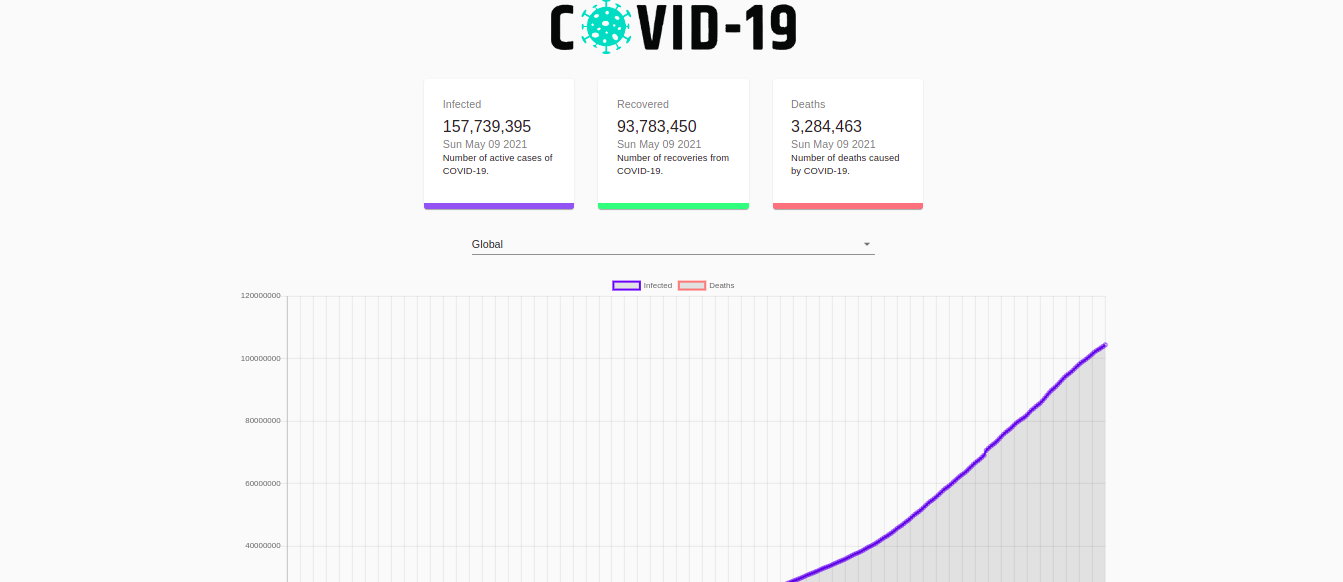 COVID-19
Infected
157,739,395
Sun May 09 2021
Number of active cases of
COVID-19.
Recovered
93,783,450
Sun May 09 2021
Number of recoveries from
COVID-19.
Deaths
3,284,463
Sun May 09 2021
Number of deaths caused
by COVID-19.
Global
Infected Deaths
120000000
100000000
80000000
60000000
40000000